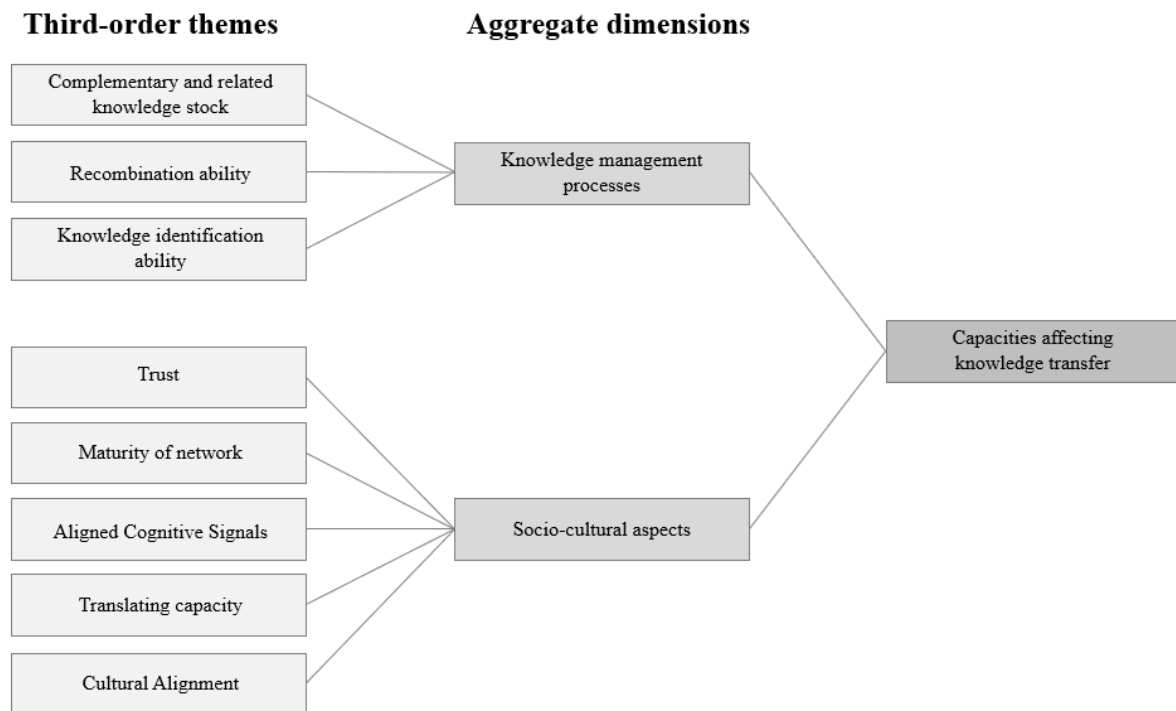 Third-order themes
Aggregate dimensions
Complementary and related
knowledge stock
Recombination ability
Knowledge identification
ability
Knowledge management
processes
Capacities affecting
knowledge transfer
Trust
Maturity of network
Aligned Cognitive Signals
Translating capacity
Cultural Alignment
Socio-cultural aspects